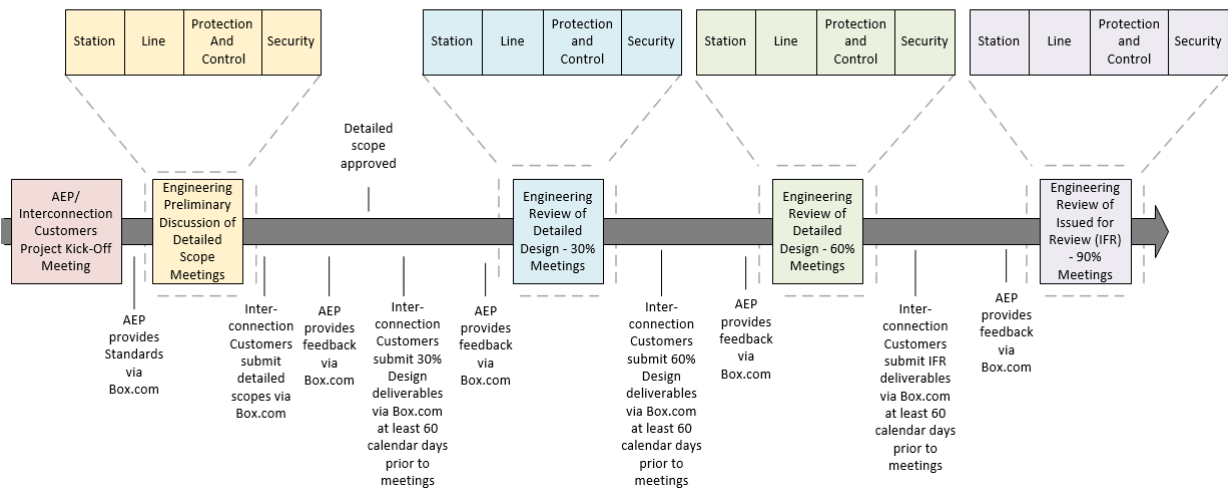 Station
Line
Protection
And
Control
Security
Station
Line
Protection
and
Control
Security
Station
Line
Protection
and
Control
Security
Station
Line
Protection
and
Control
Security
Detailed
scope
approved
AEP/
Interconnection
Customers
Project Kick-Off
Meeting
Engineering
Preliminary
Discussion of
Detailed
Scope
Meetings
Engineering
Review of
Detailed
Design - 30%
Meetings
Engineering
Review of
Detailed
Design - 60%
Meetings
Engineering
Review of
Issued for
Review (IFR)
- 90%
Meetings
AEP
provides
Standards
via
Box.com
Inter-
connection
Customers
submit
detailed
scopes via
Box.com
AEP
provides
feedback
via
Box.com
Inter-
connection
Customers
submit 30%
Design
deliverables
via Box.com
at least 60
calendar days
prior to
meetings
AEP
provides
feedback
via
Box.com
Inter-
connection
Customers
submit 60%
Design
deliverables
via Box.com
at least 60
calendar days
prior to
meetings
AEP
provides
feedback
via
Box.com
Inter-
connection
Customers
submit IFR
deliverables
via Box.com
at least 60
calendar days
prior to
meetings
AEP
provides
feedback
via
Box.com